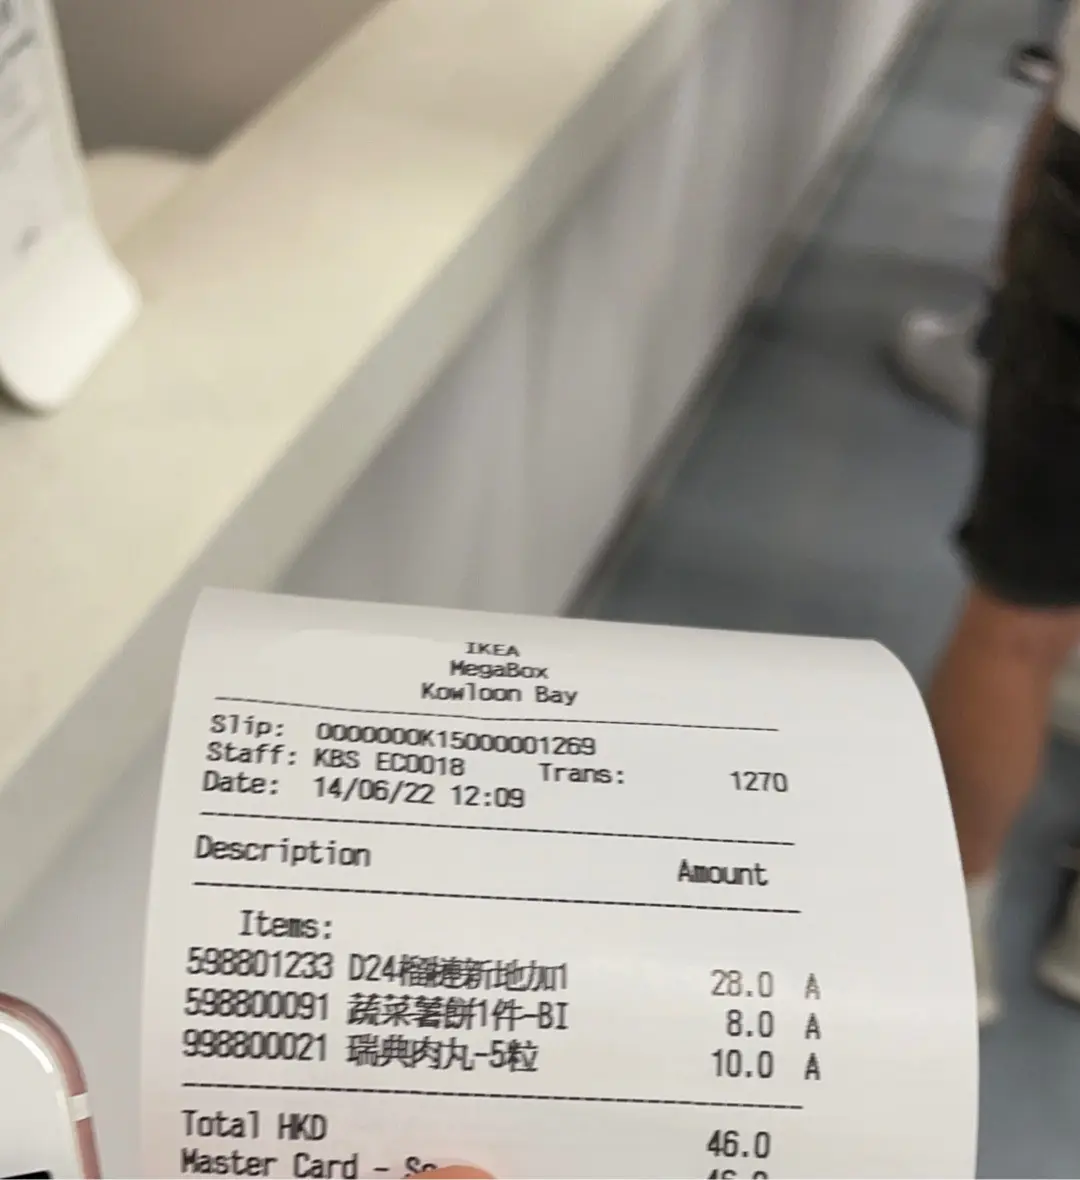 IKEA
MegaBox
Kowloon Bay
Slip: 0000000K15000001269
Staff: KBS EC0018 Trans: 1270
Date: 14/06/22 12:09
Description Amount
Items:
598801233 D24榴槤新地加1 28.0 A
598800091 蔬菜薯餅1件-BI 8.0 A
998800021 瑞典肉丸-5粒 10.0 A
Total HKD 46.0
Master Card -